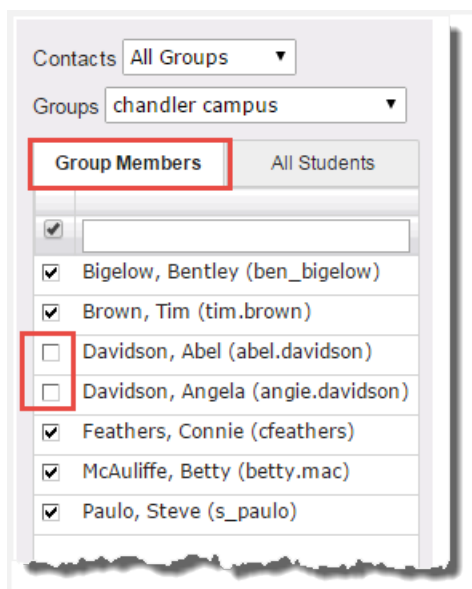 Contacts All Groups
Groups chandler campus
Group Members All Students
Bigelow, Bentley (ben_bigelow)
Brown, Tim (tim.brown)
Davidson, Abel (abel.davidson)
Davidson, Angela (angie.davidson)
Feathers, Connie (cfeathers)
McAuliffe, Betty (betty.mac)
Paulo, Steve (s_paulo)